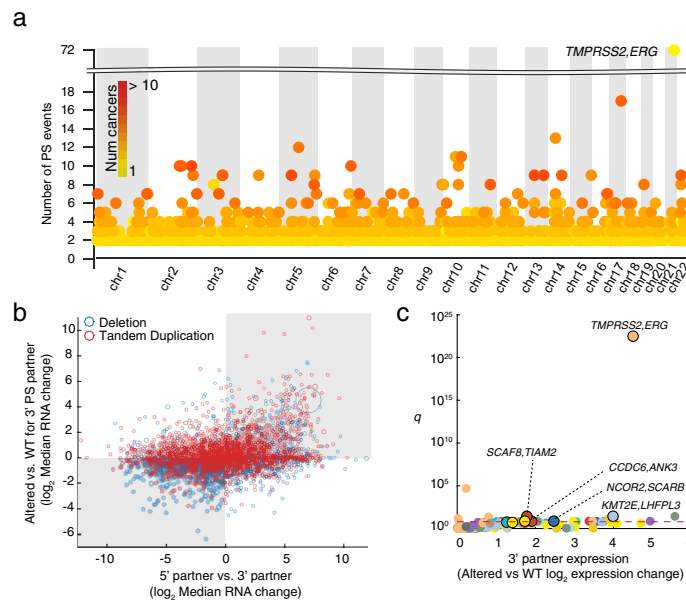 a
72
TMPRSS2,ERG
18
16
14
12
10
8
6
4
2
0
Number of PS events
> 10
1
Num cancers
chr1
chr2
chr3
chr4
chr5
chr6
chr7
chr8
chr9
chr10
chr11
chr12
chr13
chr14
chr15
chr16
chr17
chr18
chr19
chr20
chr21
chr22
b
Deletion
Tandem Duplication
10
8
6
4
2
0
-2
-4
-6
Altered vs. WT for 3' PS partner
(log2 Median RNA change)
-10
-5
0
5
10
5' partner vs. 3' partner
(log2 Median RNA change)
c
10^25
10^20
10^15
10^10
10^5
10^0
q
TMPRSS2,ERG
SCAF8,TIAM2
CCDC6,ANK3
NCOR2,SCARB
KMT2E,LHFPL3
0
1
2
3
4
5
3' partner expression
(Altered vs WT log2 expression change)